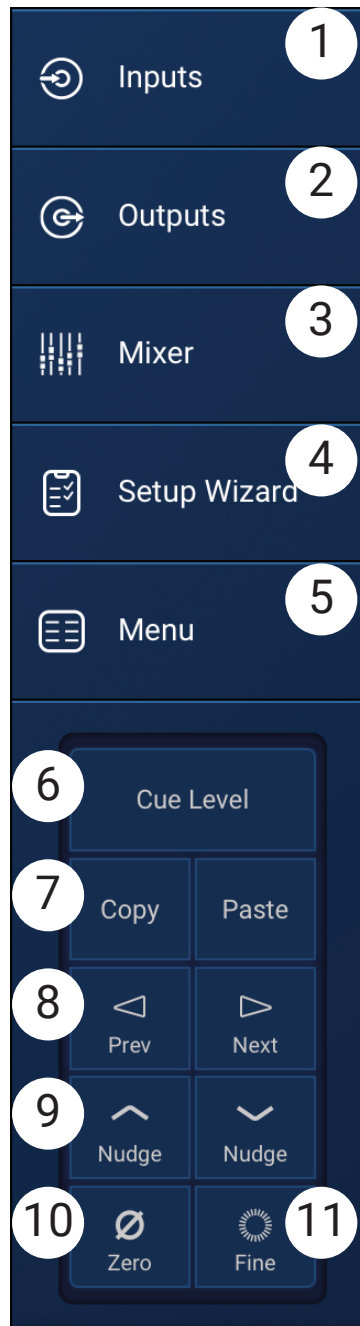 1
Inputs
2
Outputs
3
Mixer
4
Setup Wizard
5
Menu
6
Cue Level
7
Copy Paste
8
Prev Next
9
Nudge Nudge
10 11
Zero Fine